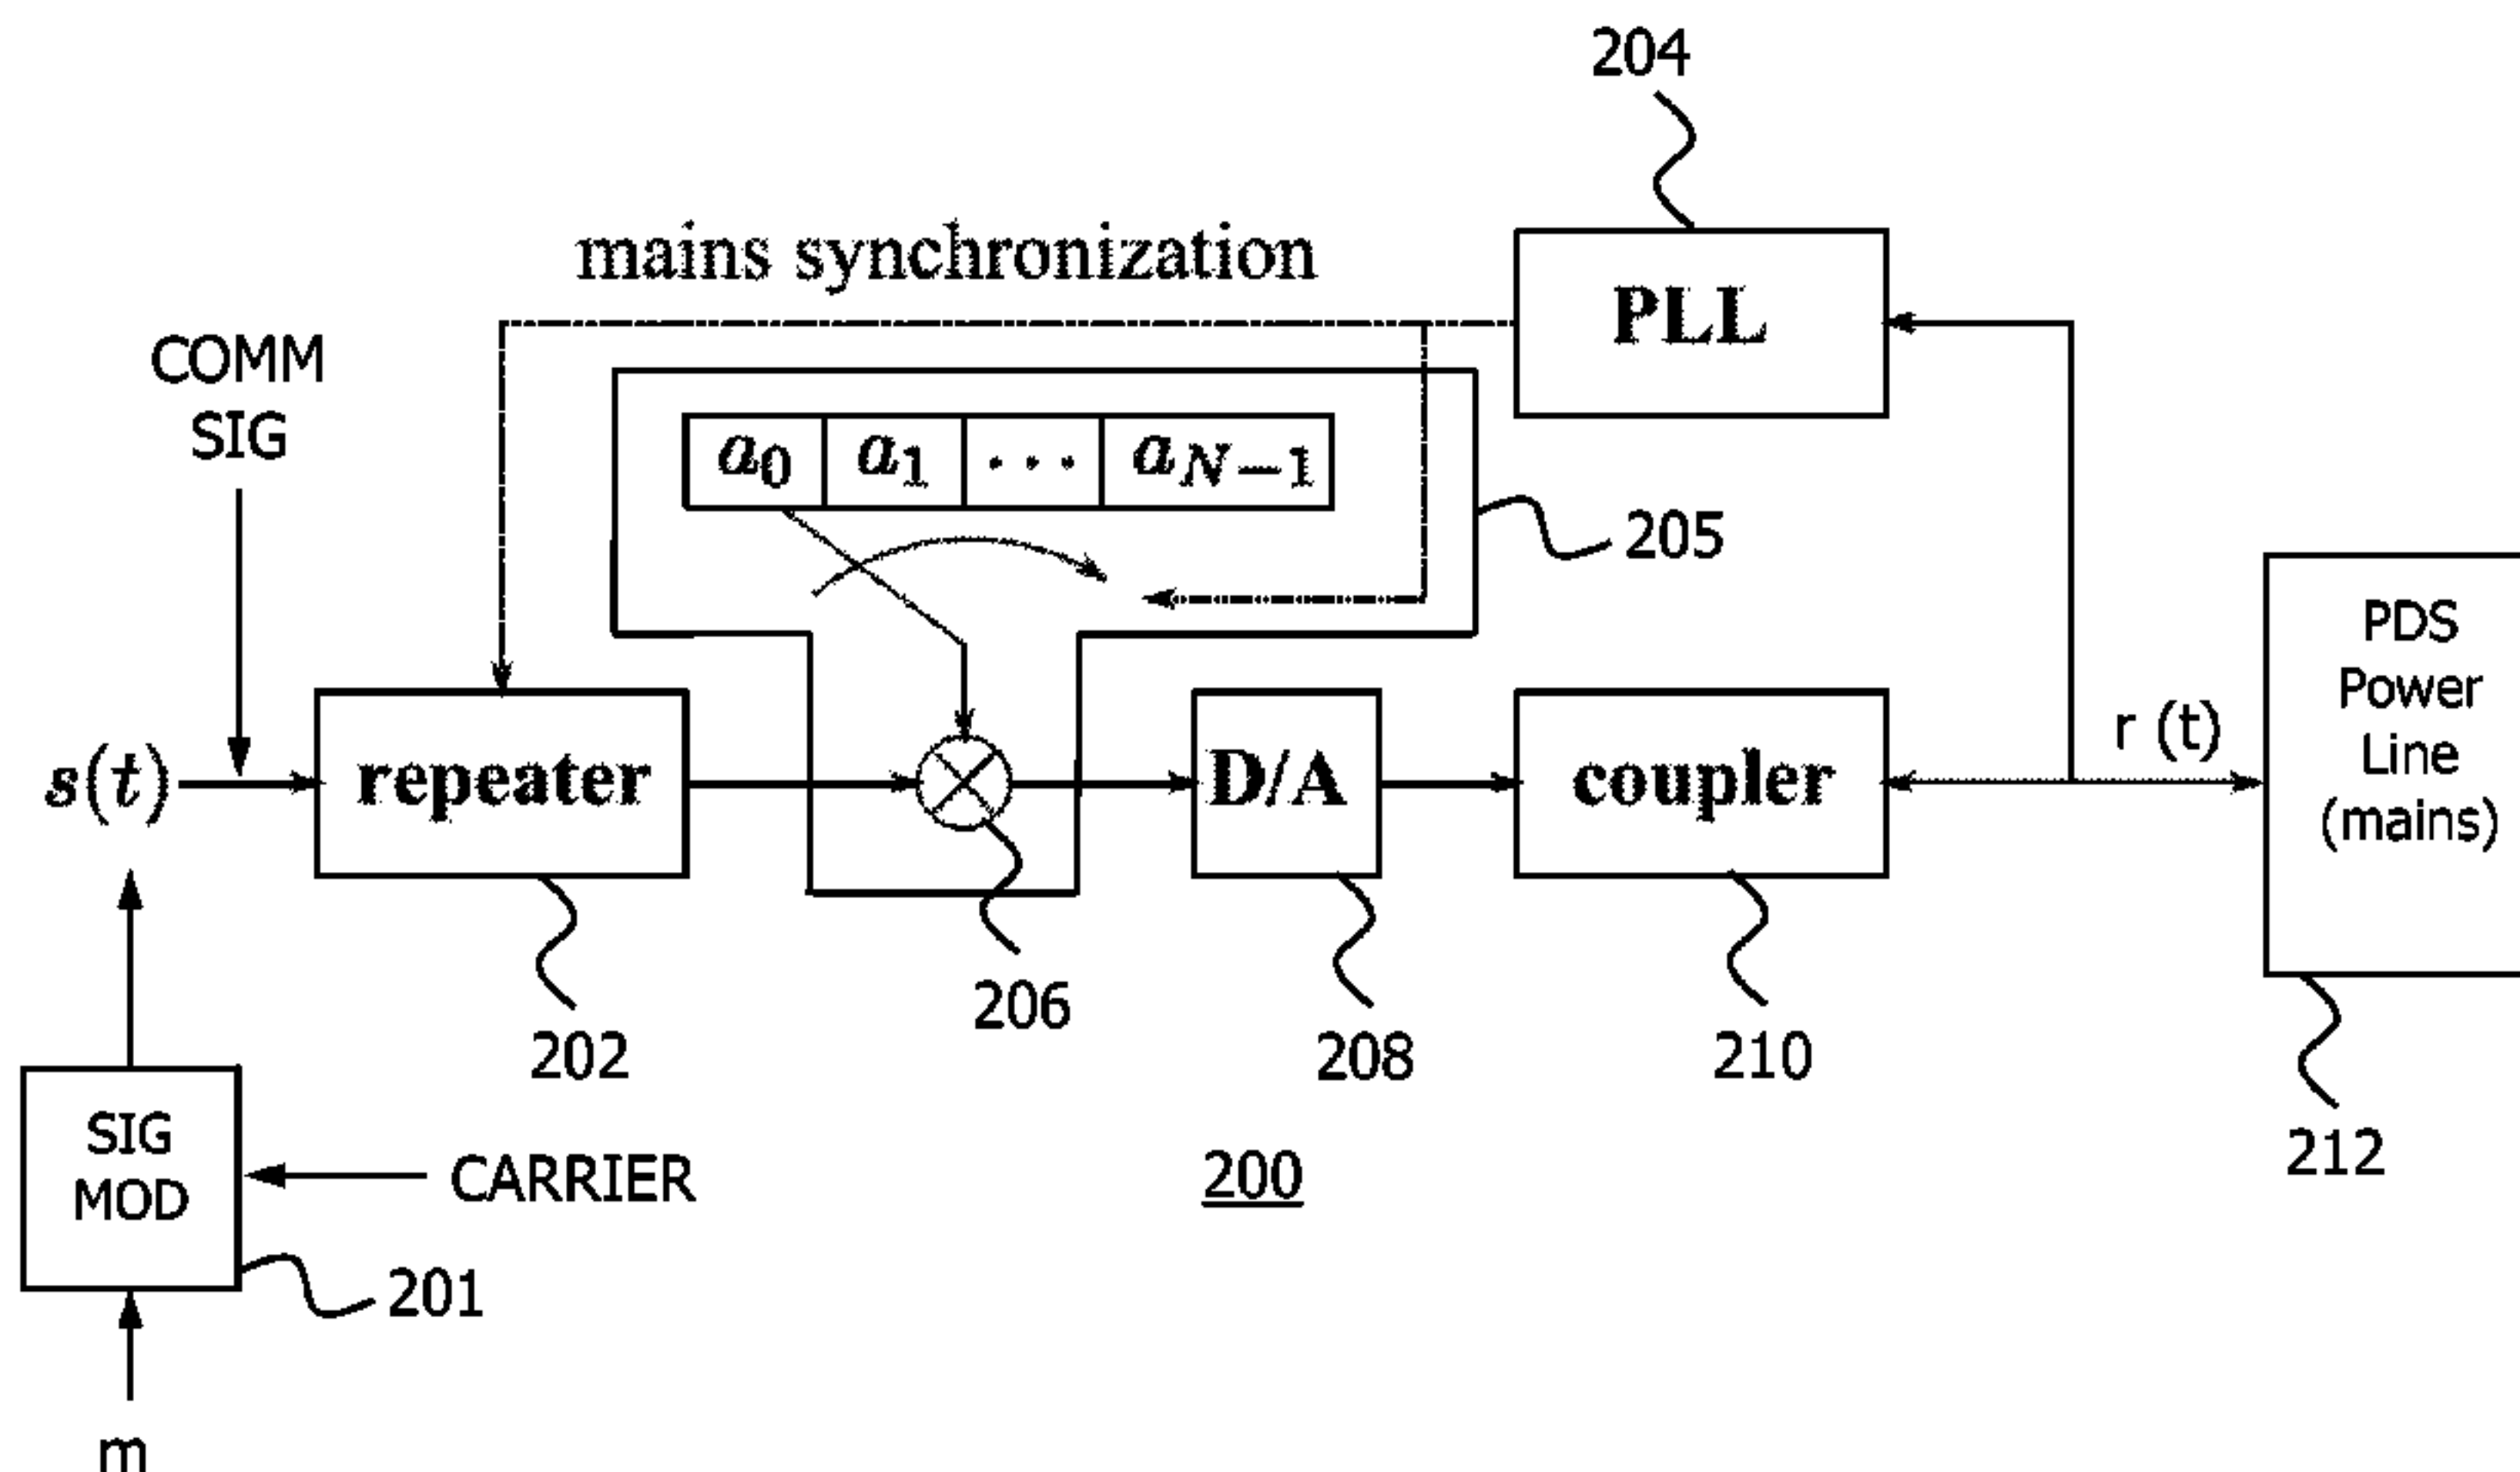 204
mains synchronization
PLL
COMM
SIG
a0 a1 ... aN−1
205
PDS
Power
Line
(mains)
r (t)
s(t)
repeater
D/A
coupler
206
202
208
210
212
SIG
MOD
CARRIER
200
201
m